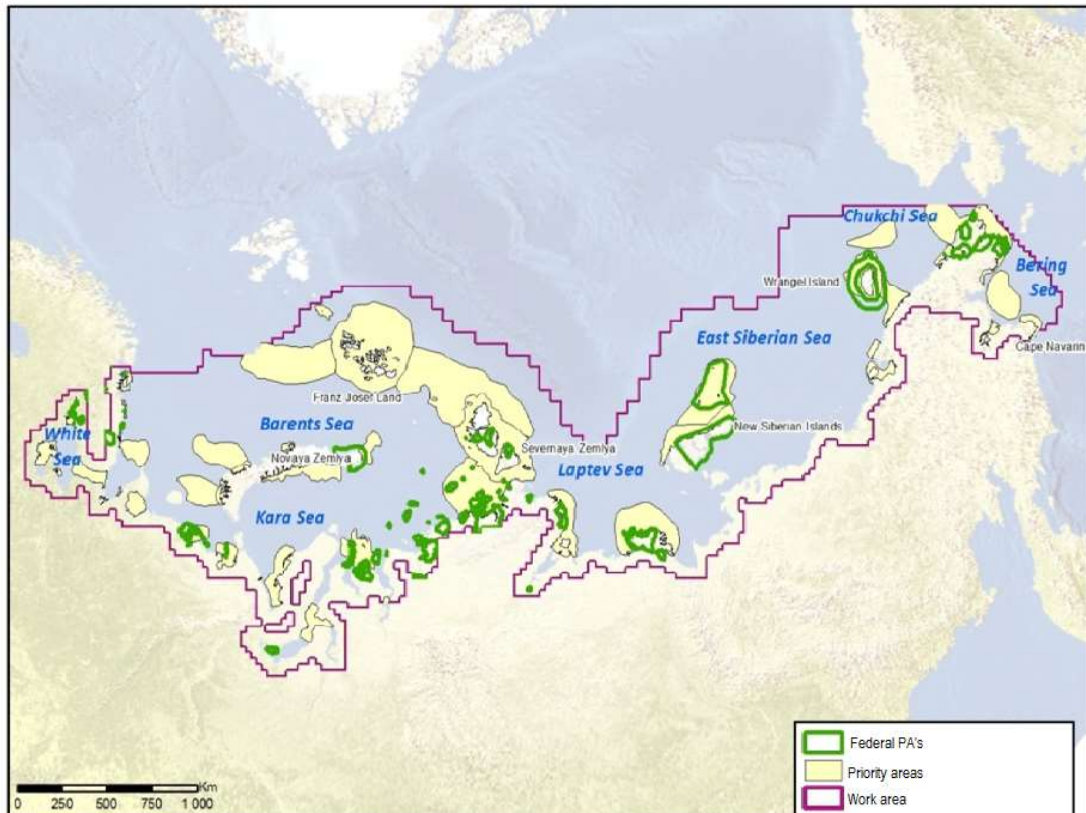 Chukchi Sea
Bering
Sea
Wrangel Island
East Siberian Sea
Cape Navarin
Franz Josef Land
Barents Sea
White
Sea
Novaya Zemlya
Severnaya Zemlya
New Siberian Islands
Laptev Sea
Kara Sea
Federal PA's
Priority areas
Work area
Km
0 250 500 750 1 000